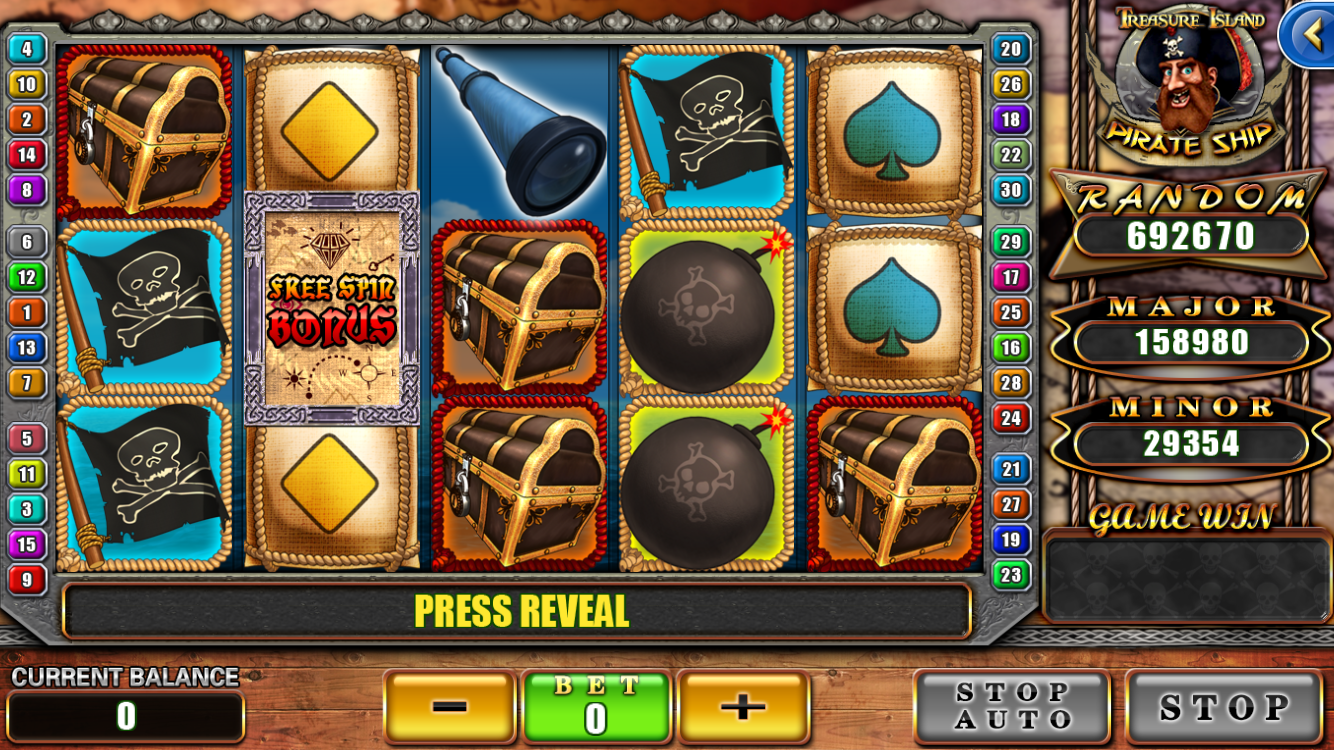 4
10
2
14
8
6
12
1
13
7
5
11
3
15
9
FREE SPIN
BONUS
W
E
S
20
26
18
22
30
29
17
25
16
28
24
21
27
19
23
TREASURE ISLAND
PIRATE SHIP
RANDOM
692670
MAJOR
158980
MINOR
29354
GAME WIN
PRESS REVEAL
CURRENT BALANCE
0
-
BET
0
+
STOP
AUTO
STOP